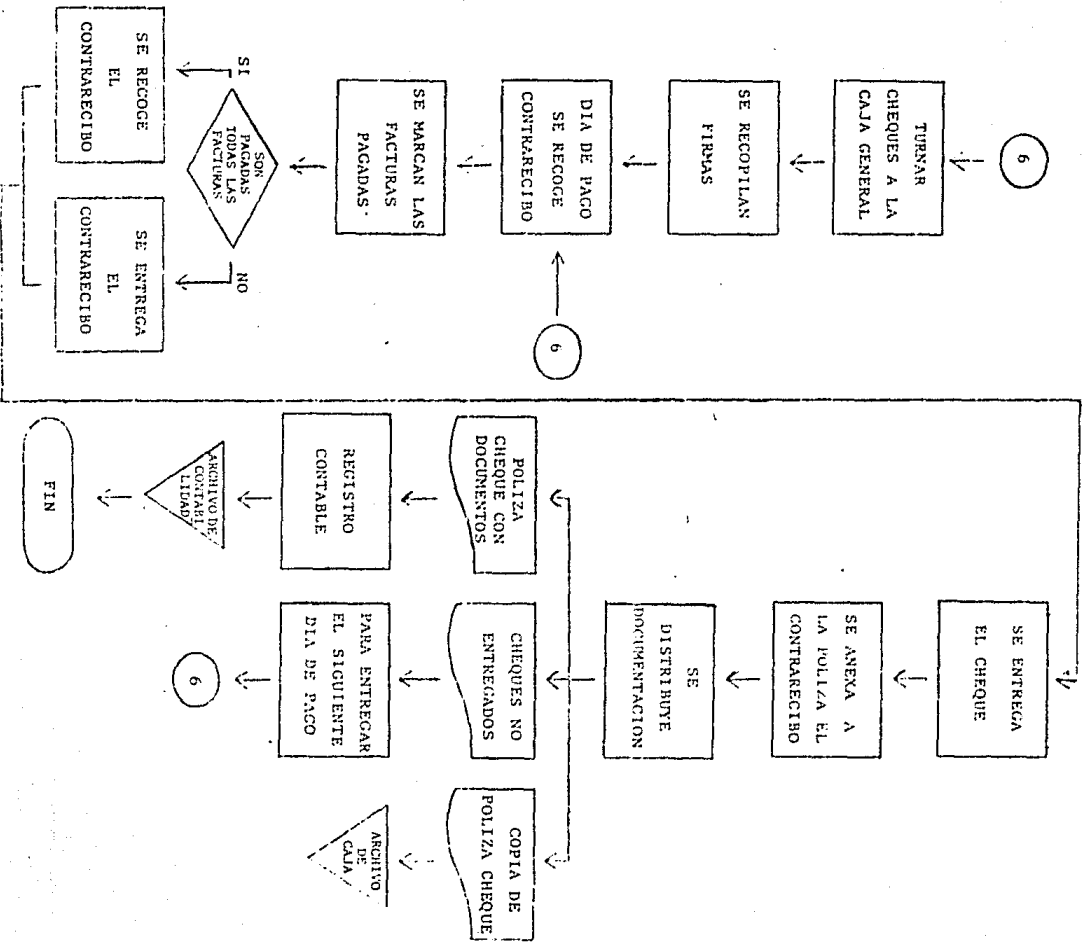 6
TURNAR
CHEQUES A LA
CAJA GENERAL
SE RECOPILAN
FIRMAS
DIA DE PAGO
SE RECOGE
CONTRARECIBO
6
SE MARCAN LAS
FACTURAS
PAGADAS
SON
PAGADAS
TODAS LAS
FACTURAS
SI
NO
SE RECOGE
EL
CONTRARECIBO
SE ENTREGA
EL
CONTRARECIBO
SE ENTREGA
EL CHEQUE
SE ANEXA A
LA POLIZA EL
CONTRARECIBO
SE
DISTRIBUYE
DOCUMENTACION
POLIZA
CHEQUE CON
DOCUMENTOS
CHEQUES NO
ENTREGADOS
COPIA DE
POLIZA CHEQUE
REGISTRO
CONTABLE
PARA ENTREGAR
EL SIGUIENTE
DIA DE PAGO
ARCHIVO
DE
CAJA
ARCHIVO DE
CONTABI
LIDAD
6
FIN